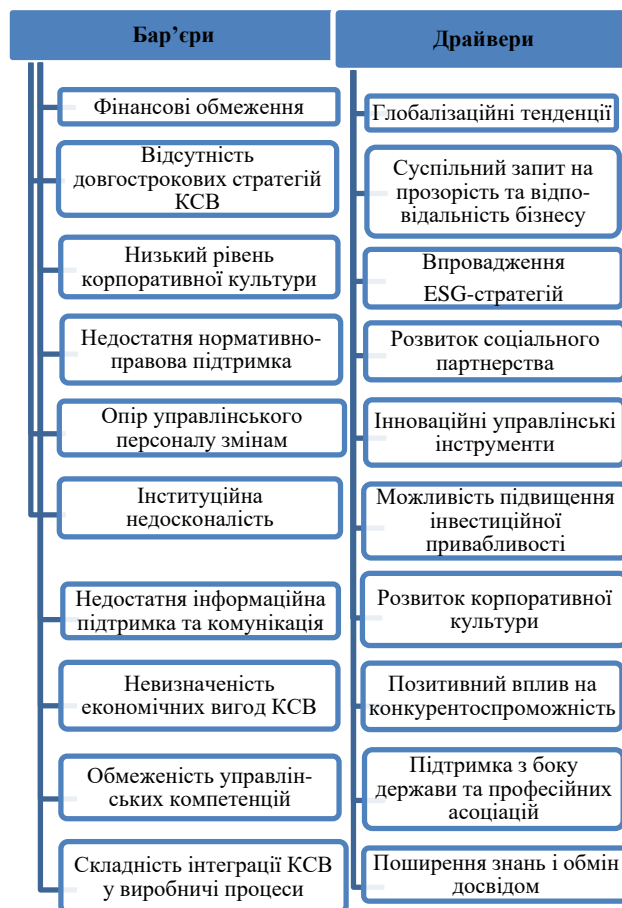 Бар’єри
Фінансові обмеження
Відсутність
довгострокових стратегій
КСВ
Низький рівень
корпоративної культури
Недостатня нормативно-
правова підтримка
Опір управлінського
персоналу змінам
Інституційна
недосконалість
Недостатня інформаційна
підтримка та комунікація
Невизначеність
економічних вигод КСВ
Обмеженість управлін-
ських компетенцій
Складність інтеграції КСВ
у виробничі процеси
Драйвери
Глобалізаційні тенденції
Суспільний запит на
прозорість та відпо-
відальність бізнесу
Впровадження
ESG-стратегій
Розвиток соціального
партнерства
Інноваційні управлінські
інструменти
Можливість підвищення
інвестиційної
привабливості
Розвиток корпоративної
культури
Позитивний вплив на
конкурентоспроможність
Підтримка з боку
держави та професійних
асоціацій
Поширення знань і обмін
досвідом